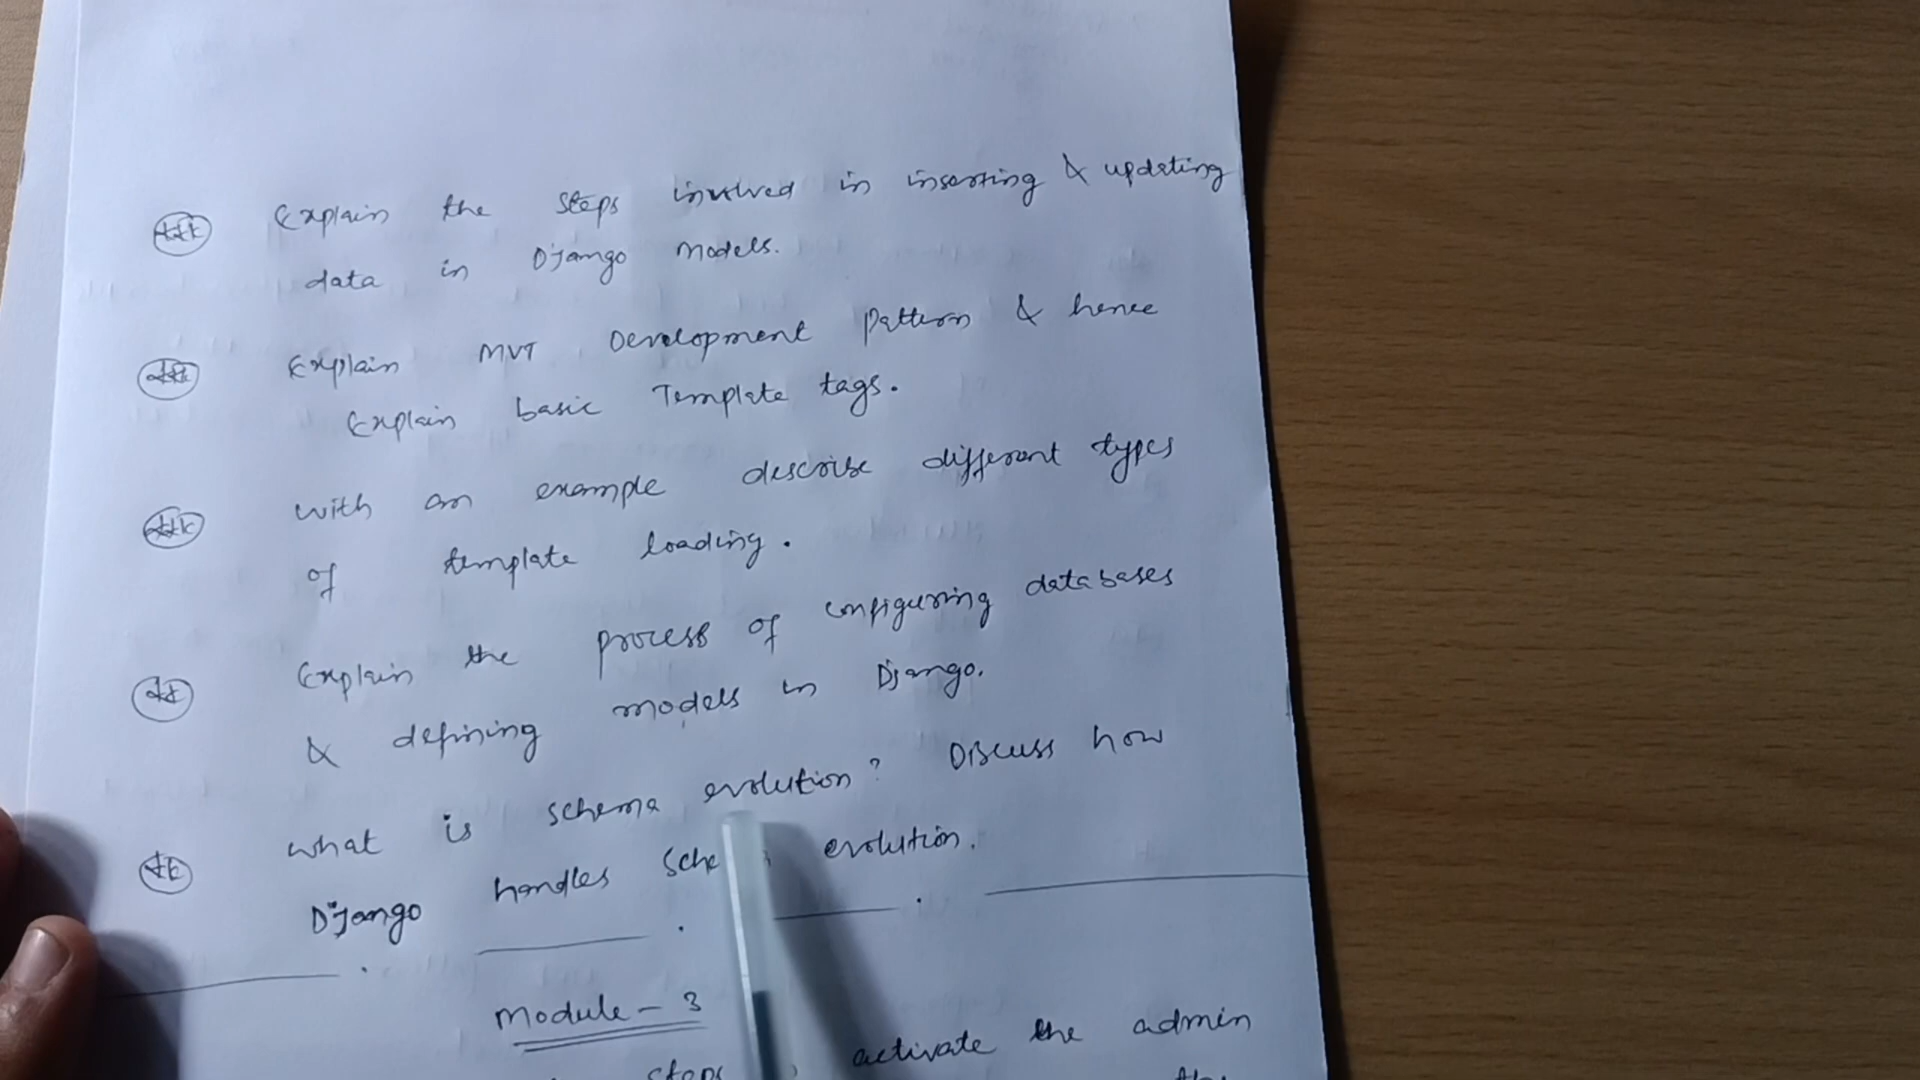 *** Explain the steps involved in inserting & updating
data in Django Models.
*** Explain MVT Development Pattern & hence
Explain basic Template tags.
*** with an example describe different types
of template loading.
** Explain the process of configuring databases
& defining models in Django.
** what is schema evolution? Discuss how
Django handles evolution.
Module - 3
steps activate the admin